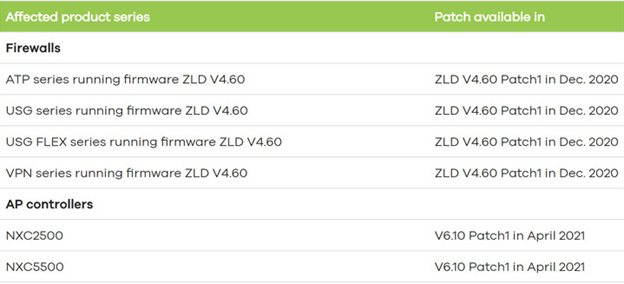 Affected product series Patch available in
Firewalls
ATP series running firmware ZLD V4.60 ZLD V4.60 Patch1 in Dec. 2020
USG series running firmware ZLD V4.60 ZLD V4.60 Patch1 in Dec. 2020
USG FLEX series running firmware ZLD V4.60 ZLD V4.60 Patch1 in Dec. 2020
VPN series running firmware ZLD V4.60 ZLD V4.60 Patch1 in Dec. 2020
AP controllers
NXC2500 V6.10 Patch1 in April 2021
NXC5500 V6.10 Patch1 in April 2021